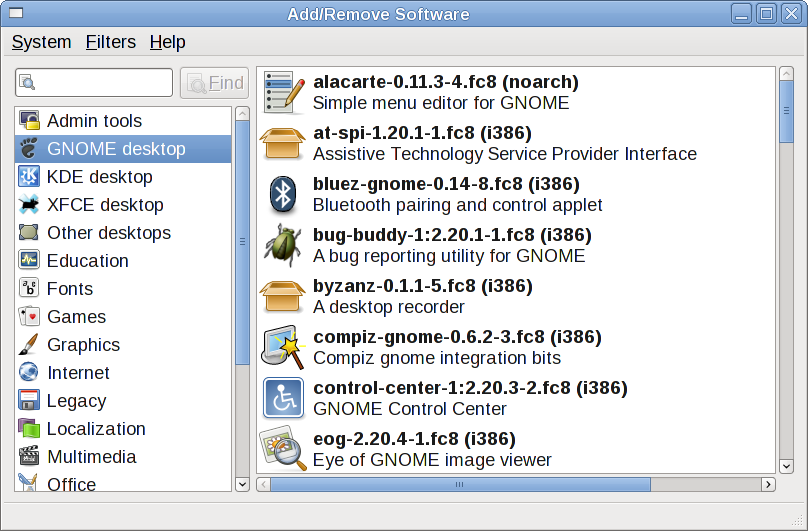 Add/Remove Software
System Filters Help
Find
Admin tools
GNOME desktop
KDE desktop
XFCE desktop
Other desktops
Education
Fonts
Games
Graphics
Internet
Legacy
Localization
Multimedia
Office
alacarte-0.11.3-4.fc8 (noarch)
Simple menu editor for GNOME
at-spi-1.20.1-1.fc8 (i386)
Assistive Technology Service Provider Interface
bluez-gnome-0.14-8.fc8 (i386)
Bluetooth pairing and control applet
bug-buddy-1:2.20.1-1.fc8 (i386)
A bug reporting utility for GNOME
byzanz-0.1.1-5.fc8 (i386)
A desktop recorder
compiz-gnome-0.6.2-3.fc8 (i386)
Compiz gnome integration bits
control-center-1:2.20.3-2.fc8 (i386)
GNOME Control Center
eog-2.20.4-1.fc8 (i386)
Eye of GNOME image viewer